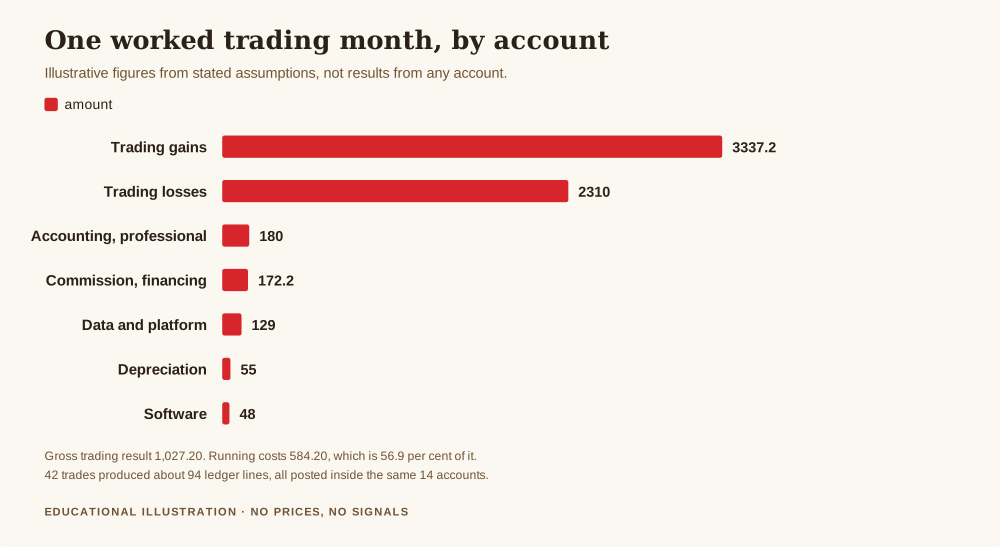 One worked trading month, by account
Illustrative figures from stated assumptions, not results from any account.
amount
Trading gains 3337.2
Trading losses 2310
Accounting, professional 180
Commission, financing 172.2
Data and platform 129
Depreciation 55
Software 48
Gross trading result 1,027.20. Running costs 584.20, which is 56.9 per cent of it.
42 trades produced about 94 ledger lines, all posted inside the same 14 accounts.
EDUCATIONAL ILLUSTRATION · NO PRICES, NO SIGNALS